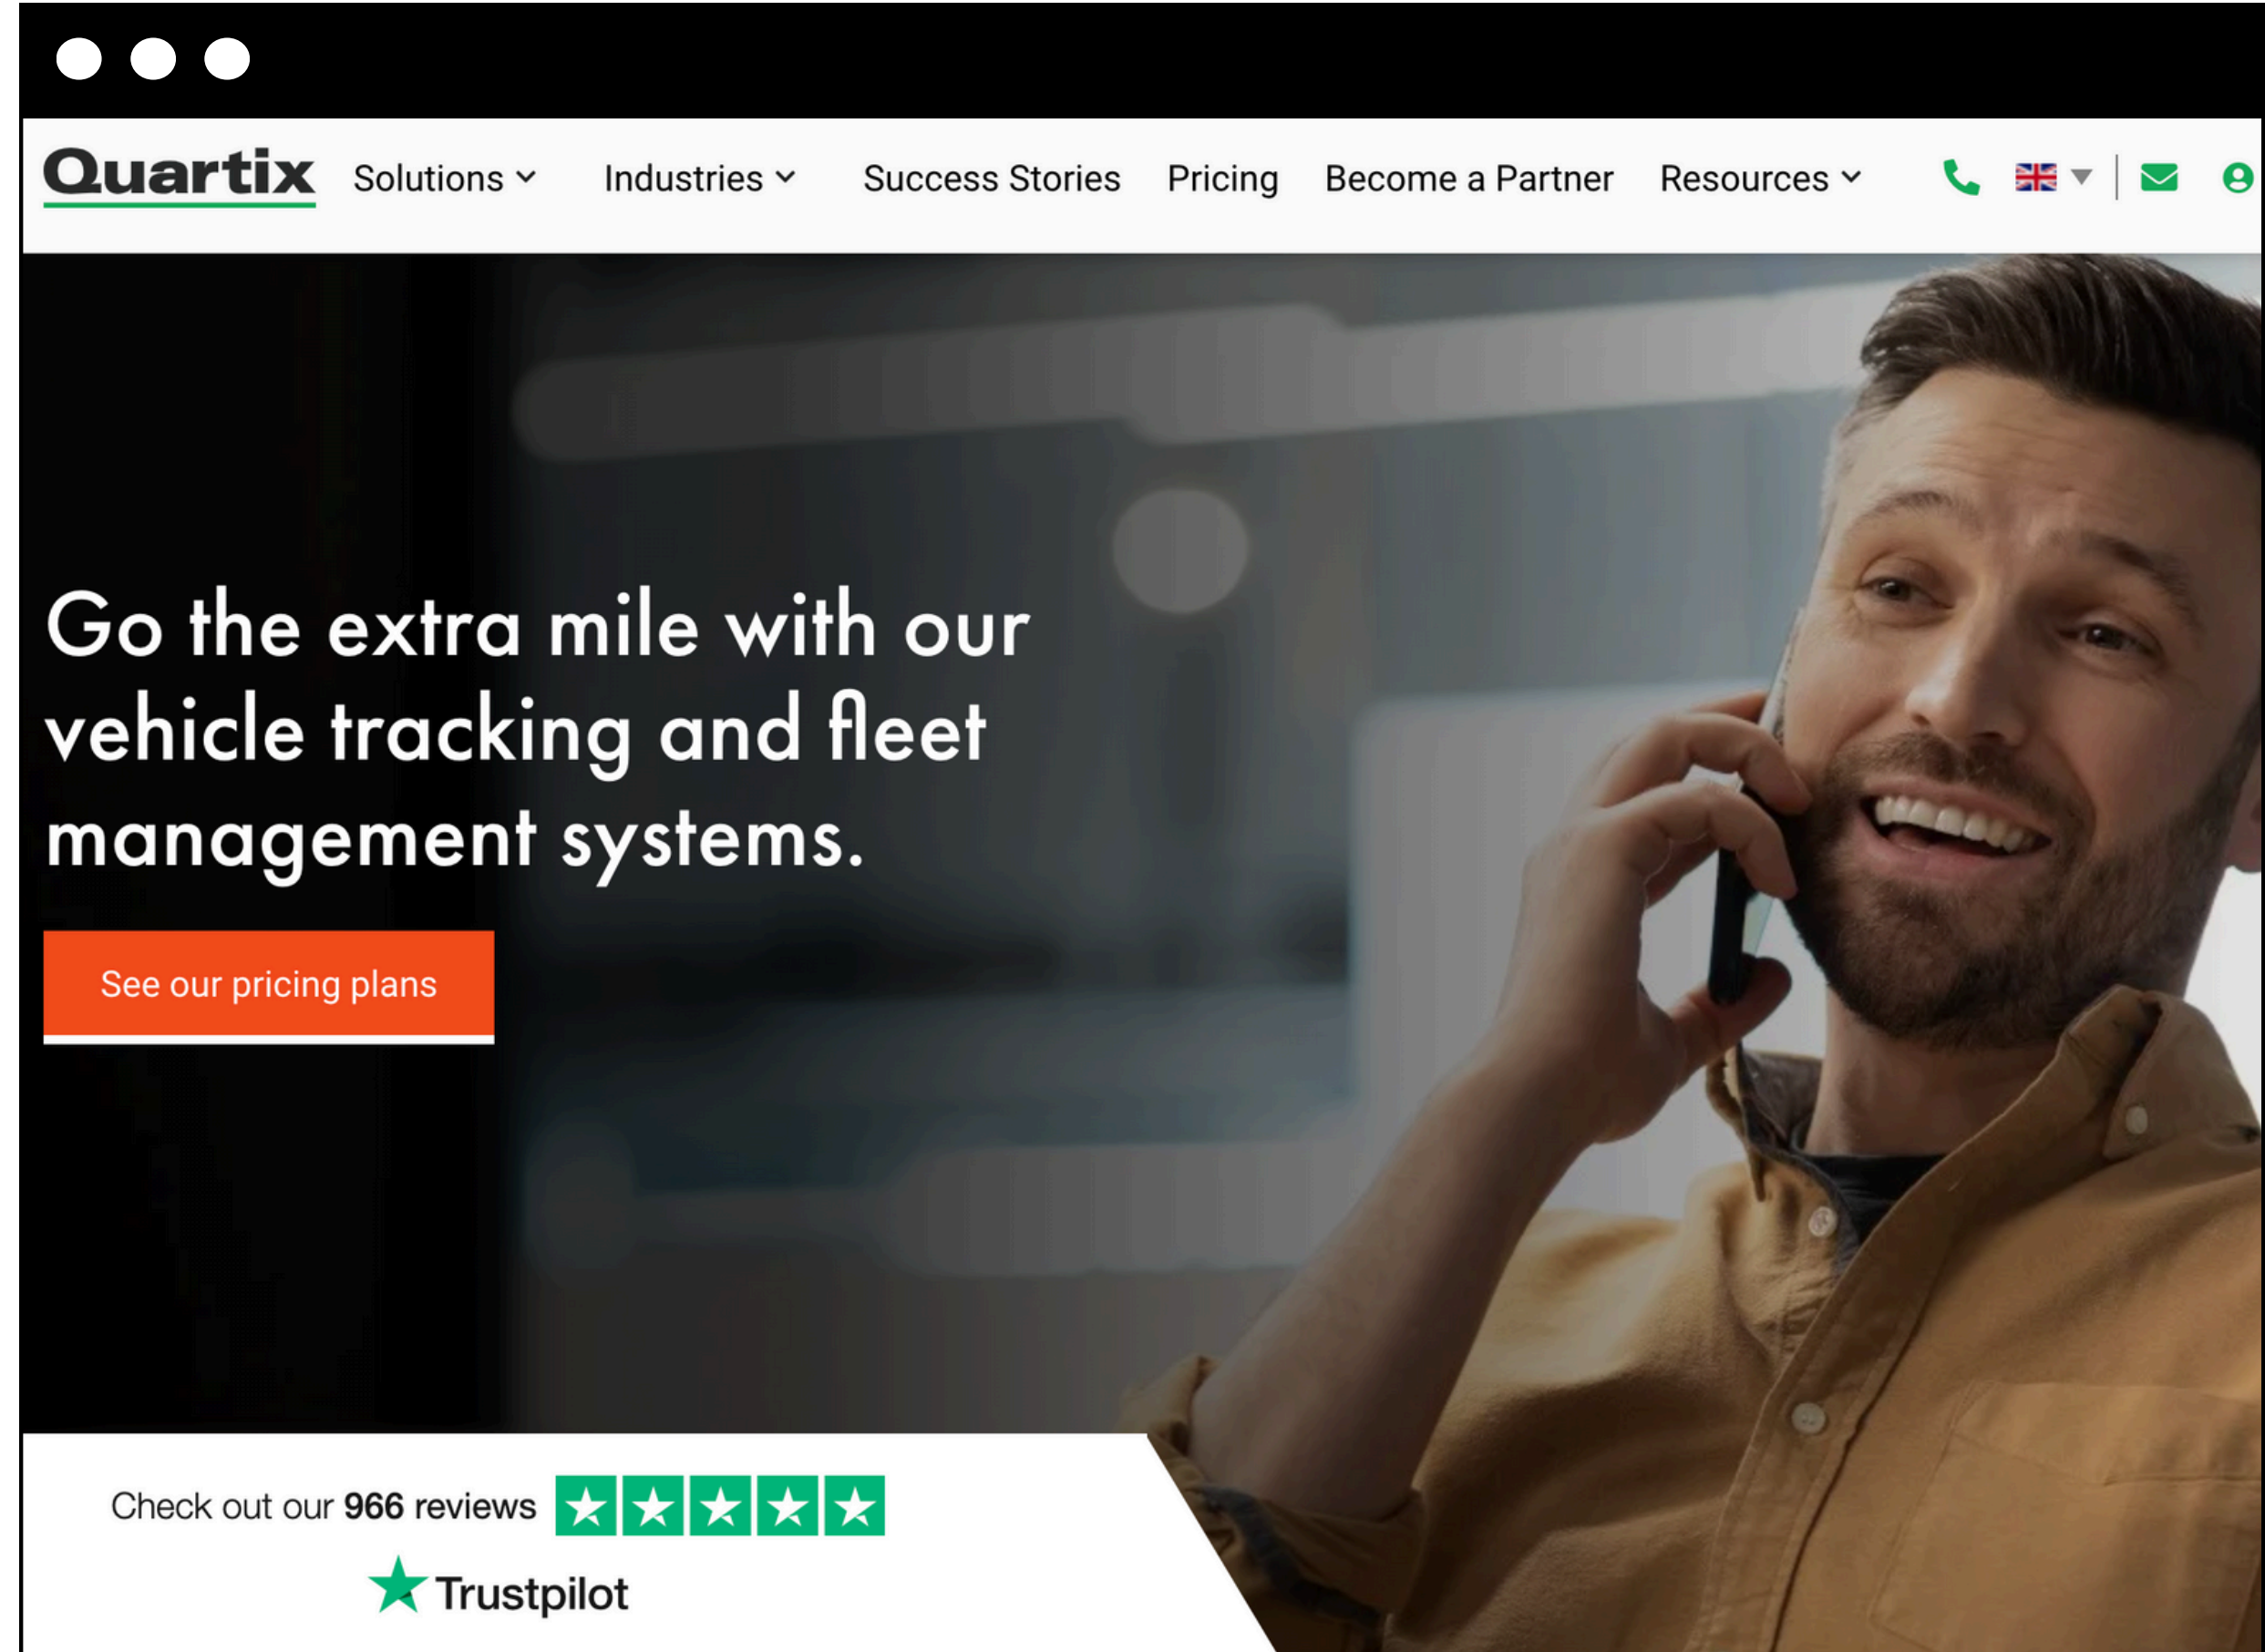 Quartix Solutions Industries Success Stories Pricing Become a Partner Resources
Go the extra mile with our
vehicle tracking and fleet
management systems.
See our pricing plans
Check out our 966 reviews
Trustpilot